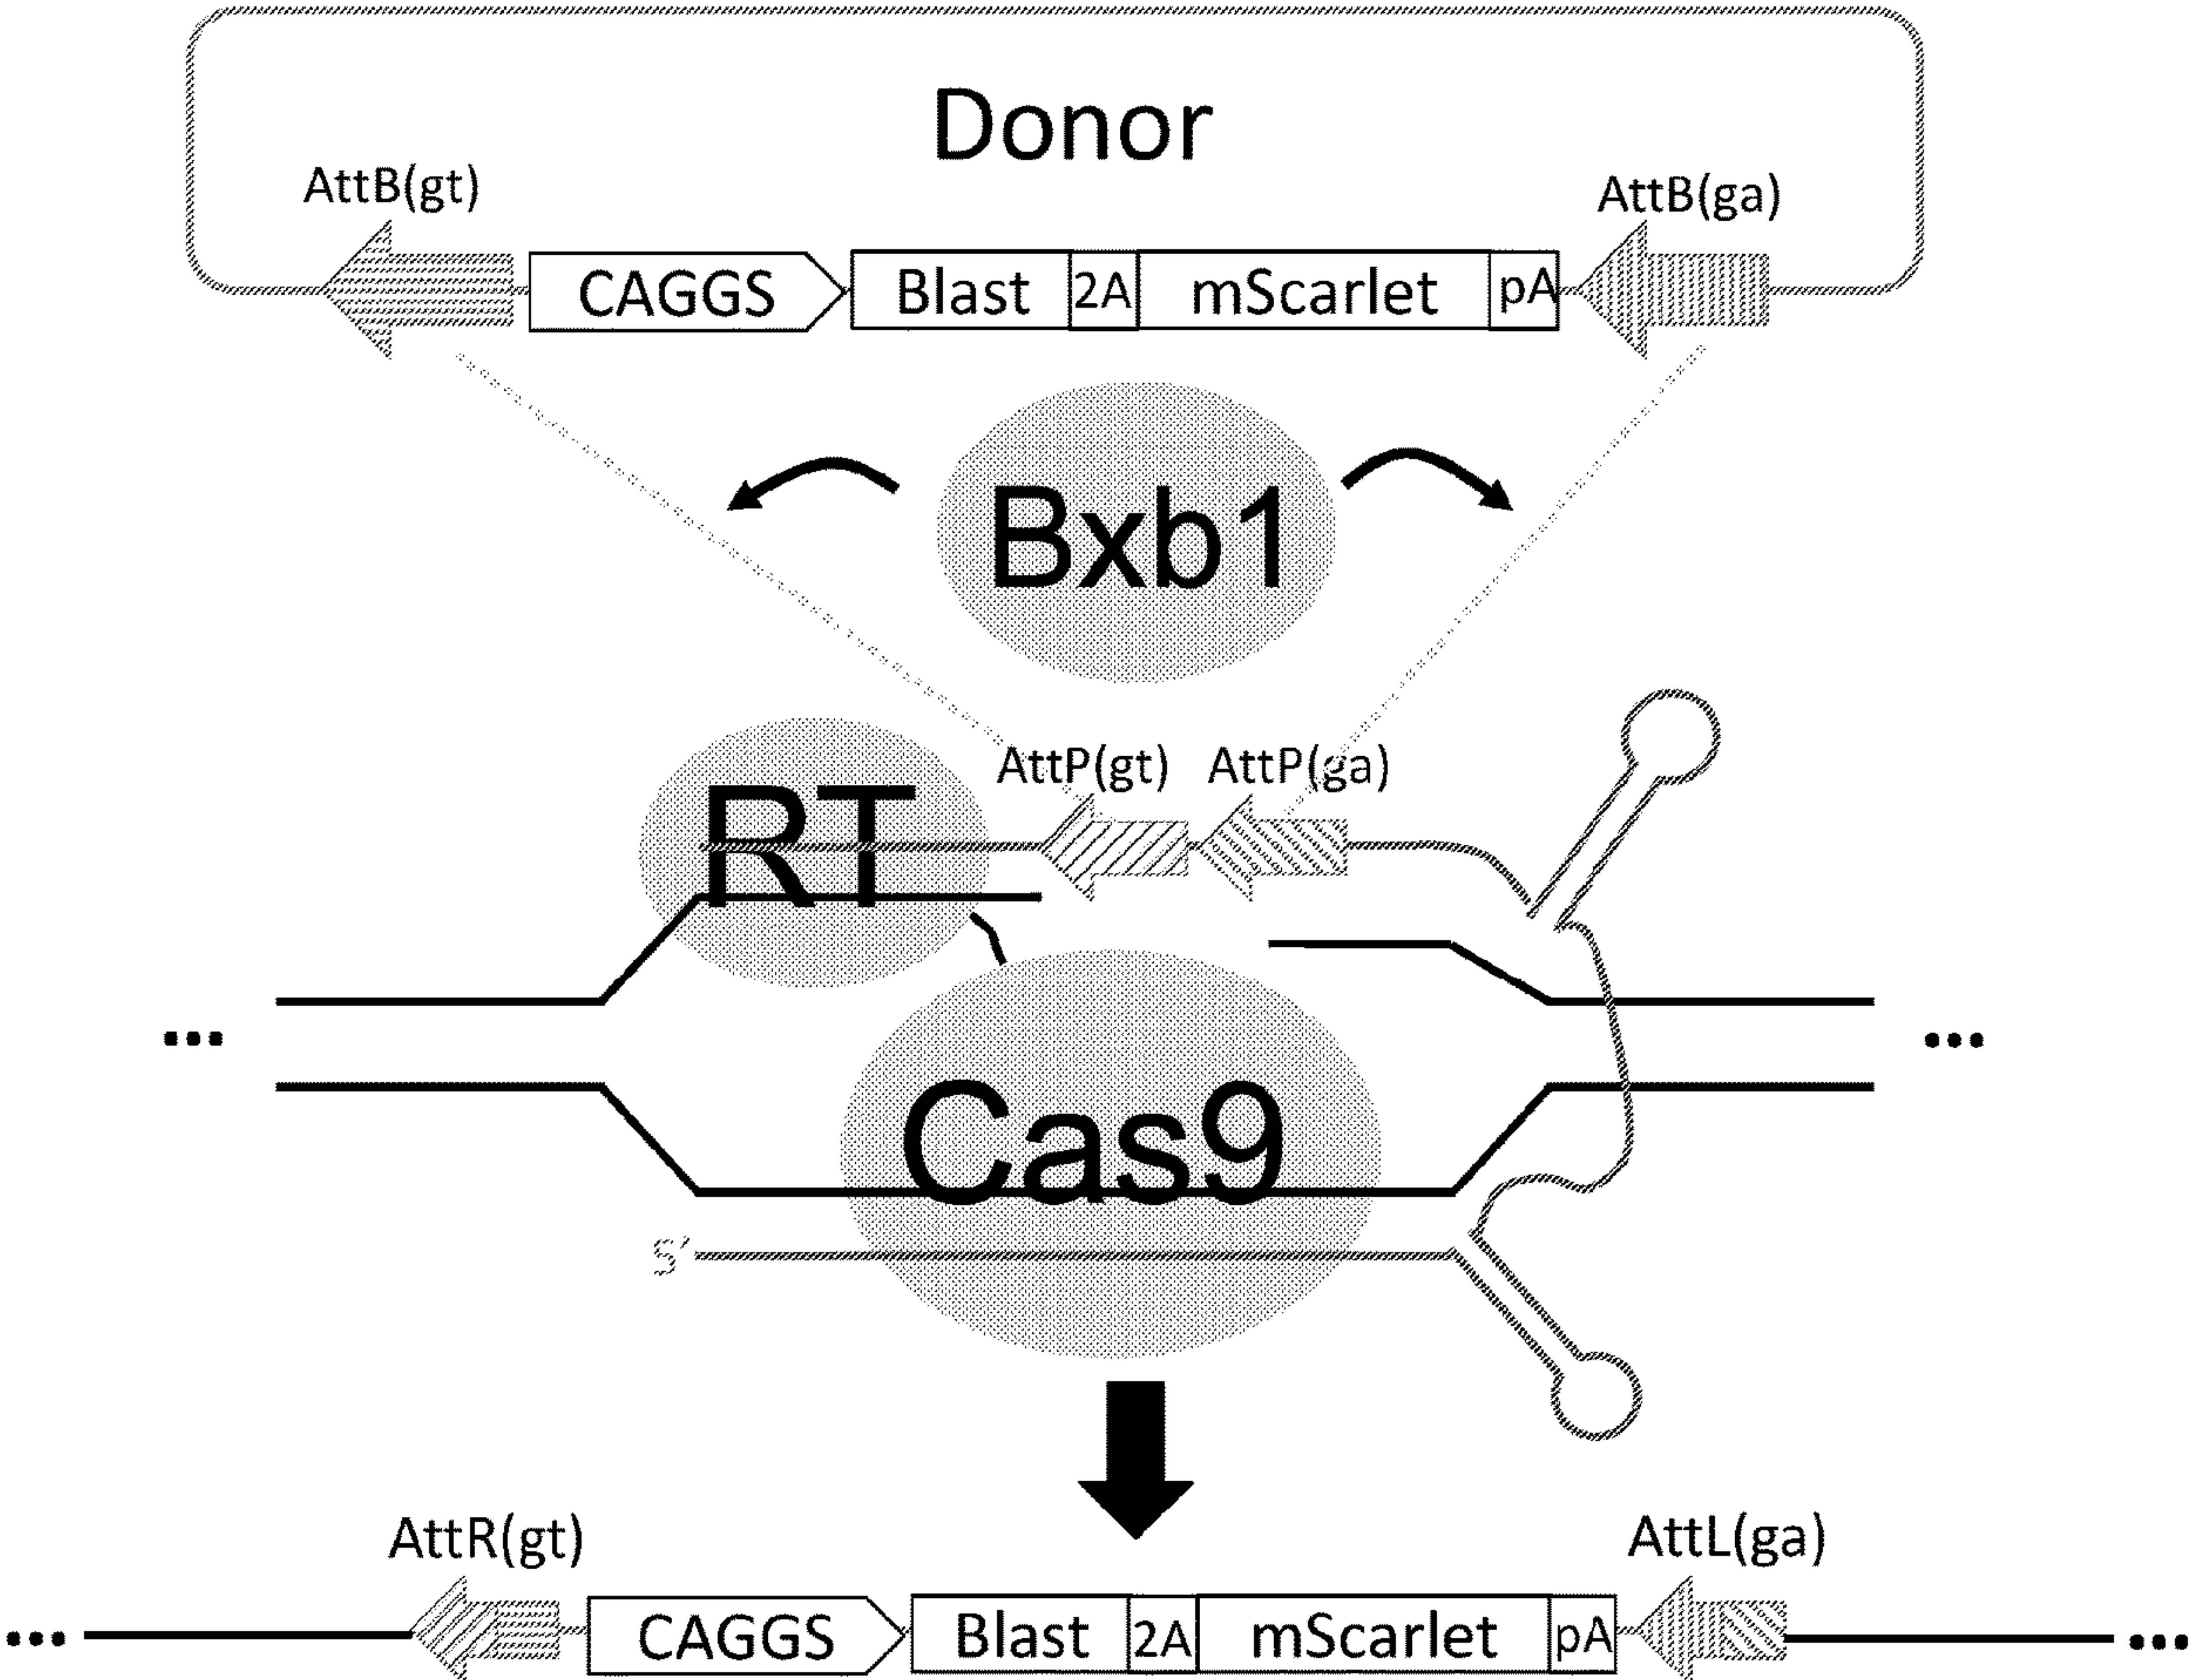 Donor
AttB(gt)
AttB(ga)
CAGGS
Blast
2A
mScarlet
pA
Bxb1
RT
AttP(gt)
AttP(ga)
...
...
Cas9
5'
AttR(gt)
AttL(ga)
...
CAGGS
Blast
2A
mScarlet
pA
...